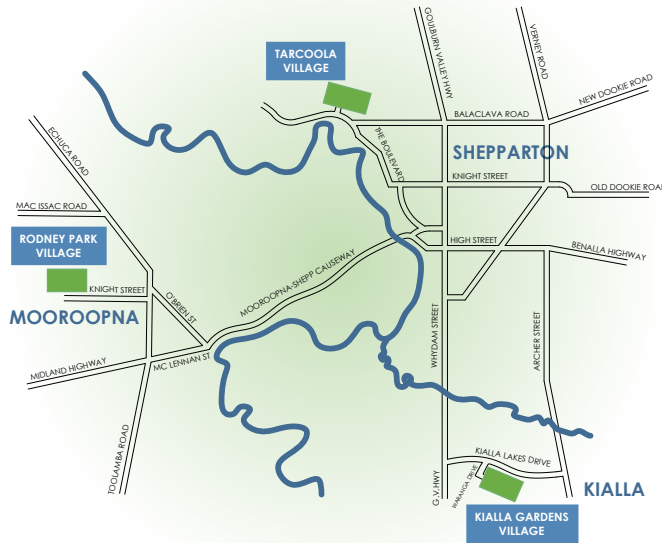 GOULBURN VALLEY HWY
VERNEY ROAD
TARCOOLA
VILLAGE
NEW DOOKIE ROAD
BALACLAVA ROAD
ECHUCA ROAD
THE BOULEVARD
SHEPPARTON
KNIGHT STREET
OLD DOOKIE ROAD
MAC ISSAC ROAD
RODNEY PARK
VILLAGE
HIGH STREET
BENALLA HIGHWAY
MOOROOPNA-SHEPP CAUSEWAY
KNIGHT STREET
O'BRIEN ST
MOOROOPNA
WHYDAM STREET
ARCHER STREET
MC LENNAN ST
MIDLAND HIGHWAY
TOOLAMBA ROAD
KIALLA LAKES DRIVE
WARANGA DRIVE
G.V.HWY
KIALLA
KIALLA GARDENS
VILLAGE